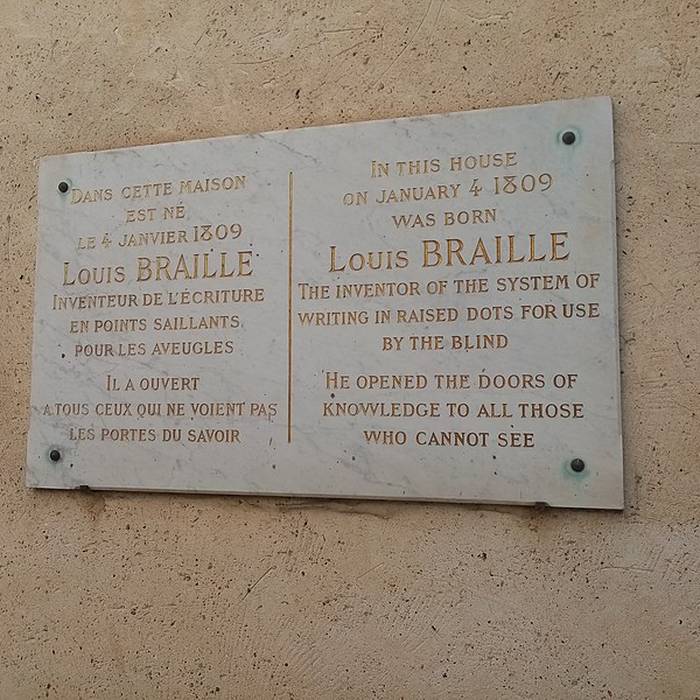 DANS CETTE MAISON
EST NÉ
LE 4 JANVIER 1809
LOUIS BRAILLE
INVENTEUR DE L'ÉCRITURE
EN POINTS SAILLANTS
POUR LES AVEUGLES
IL A OUVERT
A TOUS CEUX QUI NE VOIENT PAS
LES PORTES DU SAVOIR
IN THIS HOUSE
ON JANUARY 4 1809
WAS BORN
LOUIS BRAILLE
THE INVENTOR OF THE SYSTEM OF
WRITING IN RAISED DOTS FOR USE
BY THE BLIND
HE OPENED THE DOORS OF
KNOWLEDGE TO ALL THOSE
WHO CANNOT SEE